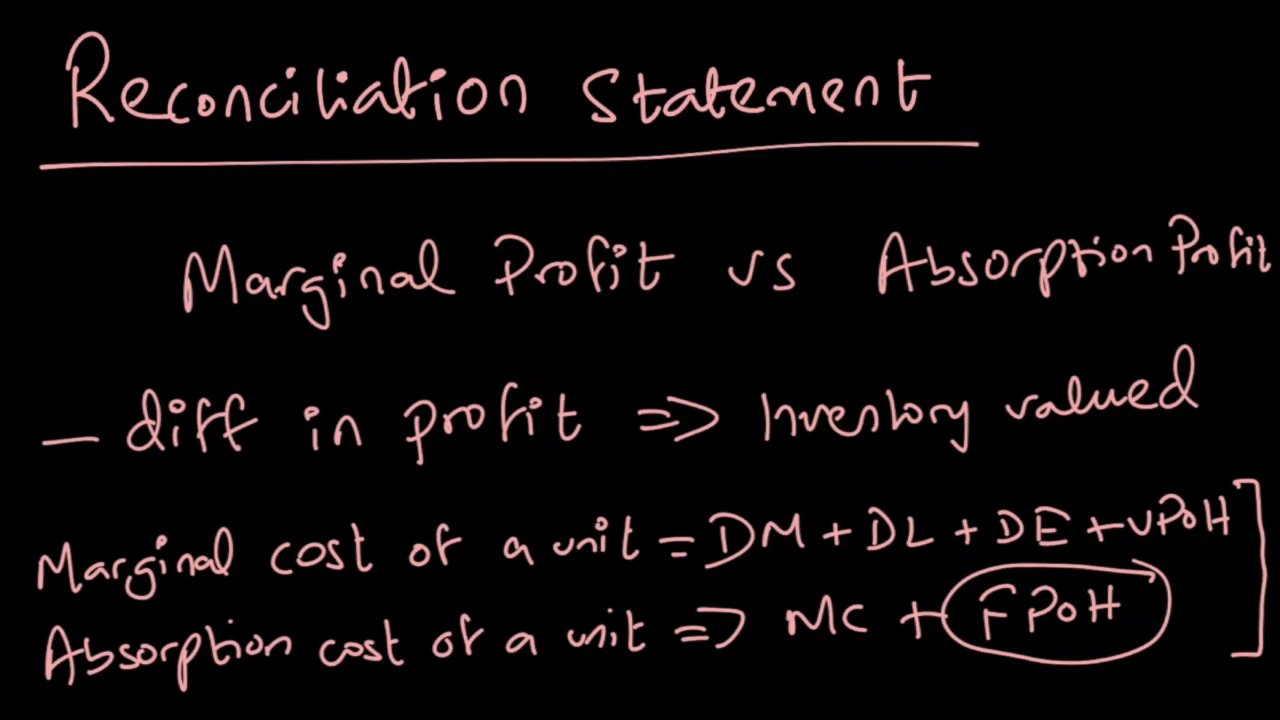 Reconciliation Statement
Marginal Profit vs Absorption Profit
— diff in profit => Inventory valued
Marginal cost of a unit = DM + DL + DE + VPOH
Absorption cost of a unit => MC + FPOH